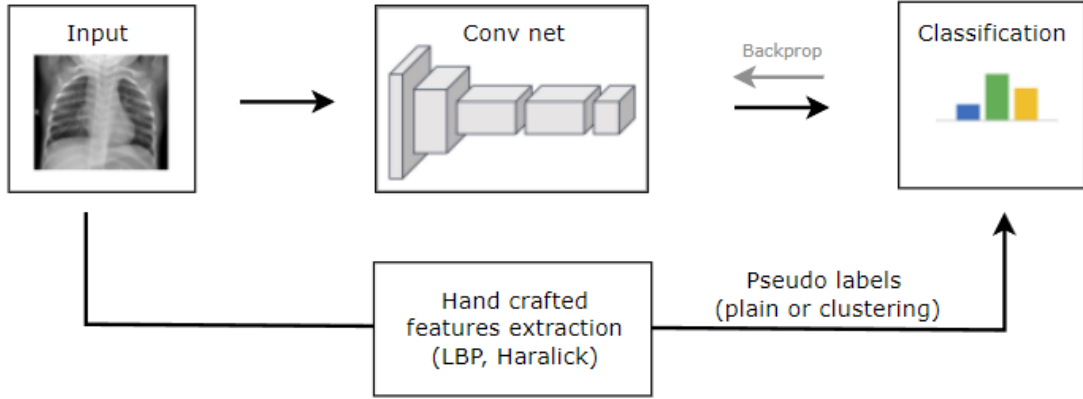 Input
Conv net
Backprop
Classification
Hand crafted
features extraction
(LBP, Haralick)
Pseudo labels
(plain or clustering)